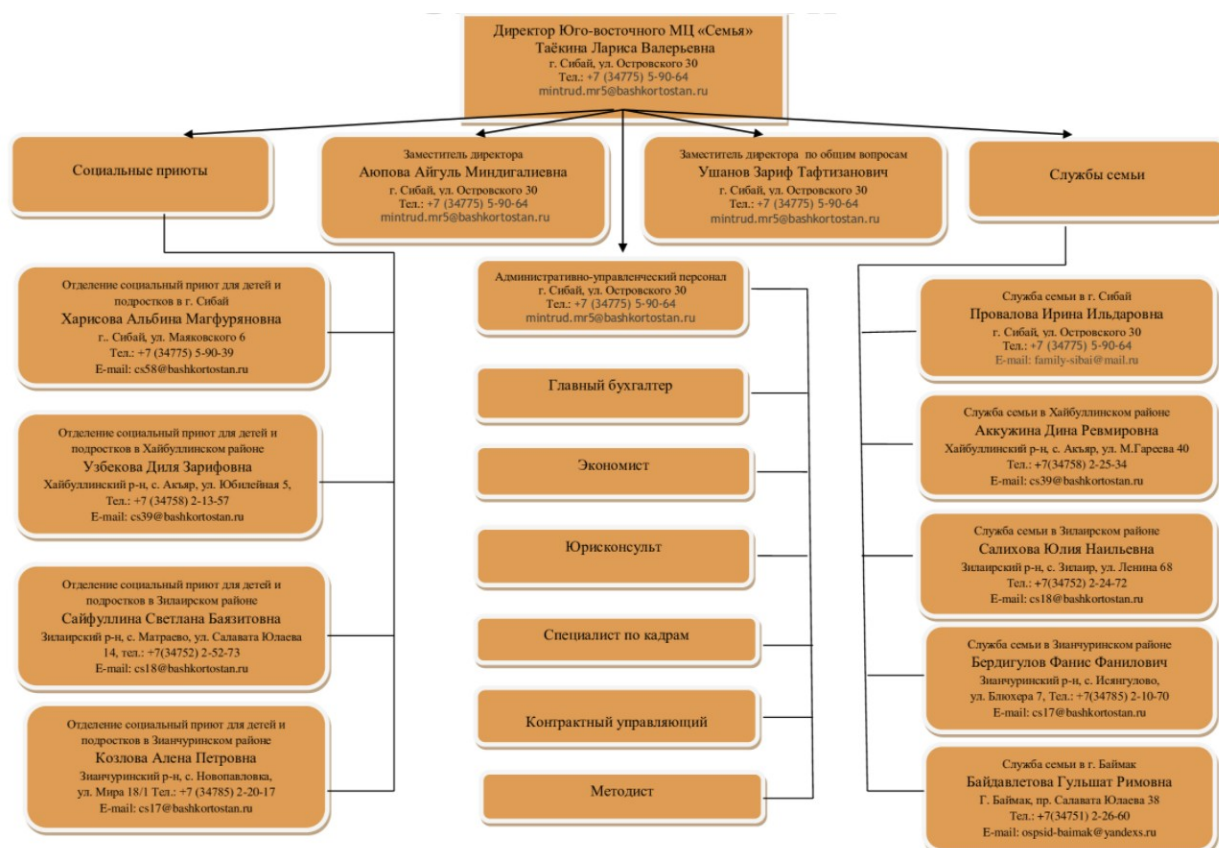 Директор Юго-восточного МЦ «Семья»
Таёкина Лариса Валерьевна
г. Сибай, ул. Островского 30
Тел.: +7 (34775) 5-90-64
mintrud.mr5@bashkortostan.ru
Социальные приюты
Заместитель директора
Аюпова Айгуль Миндигалиевна
г. Сибай, ул. Островского 30
Тел.: +7 (34775) 5-90-64
mintrud.mr5@bashkortostan.ru
Заместитель директора по общим вопросам
Ушанов Зариф Тафтизанович
г. Сибай, ул. Островского 30
Тел.: +7 (34775) 5-90-64
mintrud.mr5@bashkortostan.ru
Службы семьи
Отделение социальный приют для детей и
подростков в г. Сибай
Харисова Альбина Магфуряновна
г.. Сибай, ул. Маяковского 6
Тел.: +7 (34775) 5-90-39
E-mail: cs58@bashkortostan.ru
Отделение социальный приют для детей и
подростков в Хайбуллинском районе
Узбекова Диля Зарифовна
Хайбуллинский р-н, с. Акъяр, ул. Юбилейная 5,
Тел.: +7 (34758) 2-13-57
E-mail: cs39@bashkortostan.ru
Отделение социальный приют для детей и
подростков в Зилаирском районе
Сайфуллина Светлана Баязитовна
Зилаирский р-н, с. Матраево, ул. Салавата Юлаева
14, тел.: +7(34752) 2-52-73
E-mail: cs18@bashkortostan.ru
Отделение социальный приют для детей и
подростков в Зианчуринском районе
Козлова Алена Петровна
Зианчуринский р-н, с. Новопавловка,
ул. Мира 18/1 Тел.: +7 (34785) 2-20-17
E-mail: cs17@bashkortostan.ru
Административно-управленческий персонал
г. Сибай, ул. Островского 30
Тел.: +7 (34775) 5-90-64
mintrud.mr5@bashkortostan.ru
Главный бухгалтер
Экономист
Юрисконсульт
Специалист по кадрам
Контрактный управляющий
Методист
Служба семьи в г. Сибай
Провалова Ирина Ильдаровна
г. Сибай, ул. Островского 30
Тел.: +7 (34775) 5-90-64
E-mail: family-sibai@mail.ru
Служба семьи в Хайбуллинском районе
Аккужина Дина Ревмировна
Хайбуллинский р-н, с. Акъяр, ул. М.Гареева 40
Тел.: +7(34758) 2-25-34
E-mail: cs39@bashkortostan.ru
Служба семьи в Зилаирском районе
Салихова Юлия Наильевна
Зилаирский р-н, с. Зилаир, ул. Ленина 68
Тел.: +7(34752) 2-24-72
E-mail: cs18@bashkortostan.ru
Служба семьи в Зианчуринском районе
Бердигулов Фанис Фанилович
Зианчуринский р-н, с. Исянгулово,
ул. Блюхера 7, Тел.: +7(34785) 2-10-70
E-mail: cs17@bashkortostan.ru
Служба семьи в г. Баймак
Байдавлетова Гульшат Римовна
Г. Баймак, пр. Салавата Юлаева 38
Тел.: +7(34751) 2-26-60
E-mail: ospsid-baimak@yandexs.ru